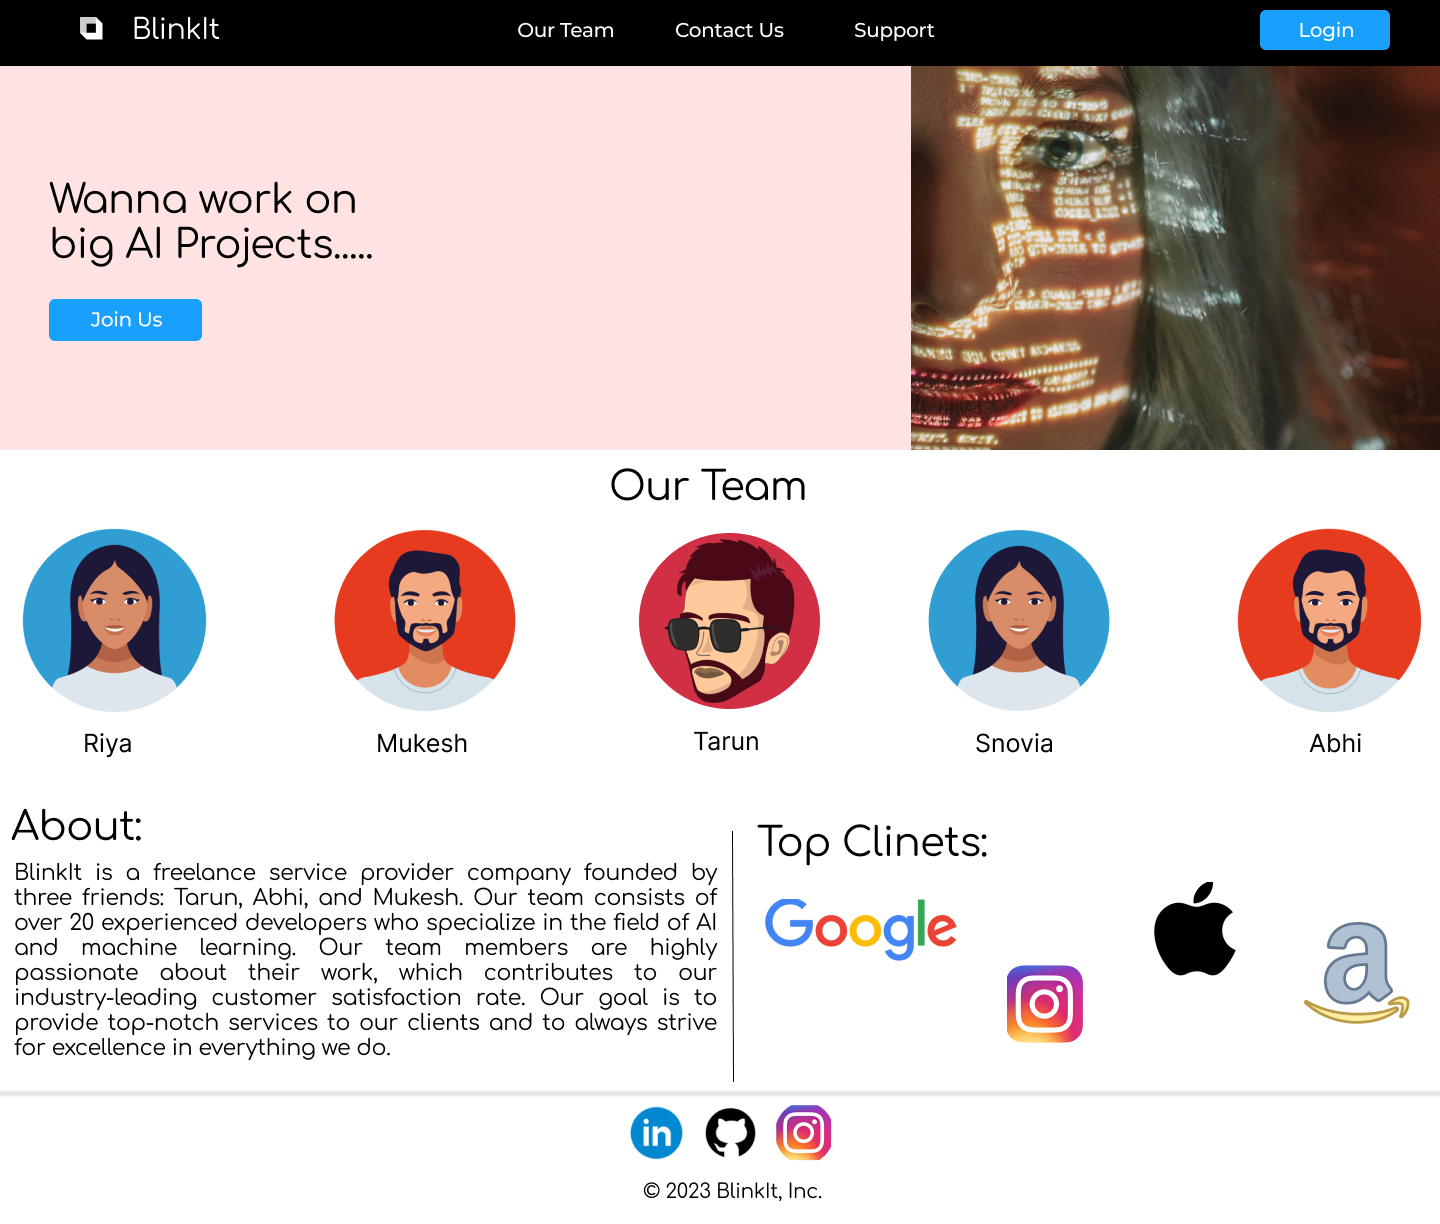 BlinkIt
Our Team
Contact Us
Support
Login
Wanna work on
big AI Projects.....
Join Us
Our Team
Riya
Mukesh
Tarun
Snovia
Abhi
About:
BlinkIt is a freelance service provider company founded by
three friends: Tarun, Abhi, and Mukesh. Our team consists of
over 20 experienced developers who specialize in the field of AI
and machine learning. Our team members are highly
passionate about their work, which contributes to our
industry-leading customer satisfaction rate. Our goal is to
provide top-notch services to our clients and to always strive
for excellence in everything we do.
Top Clinets:
Google
a
in
© 2023 BlinkIt, Inc.